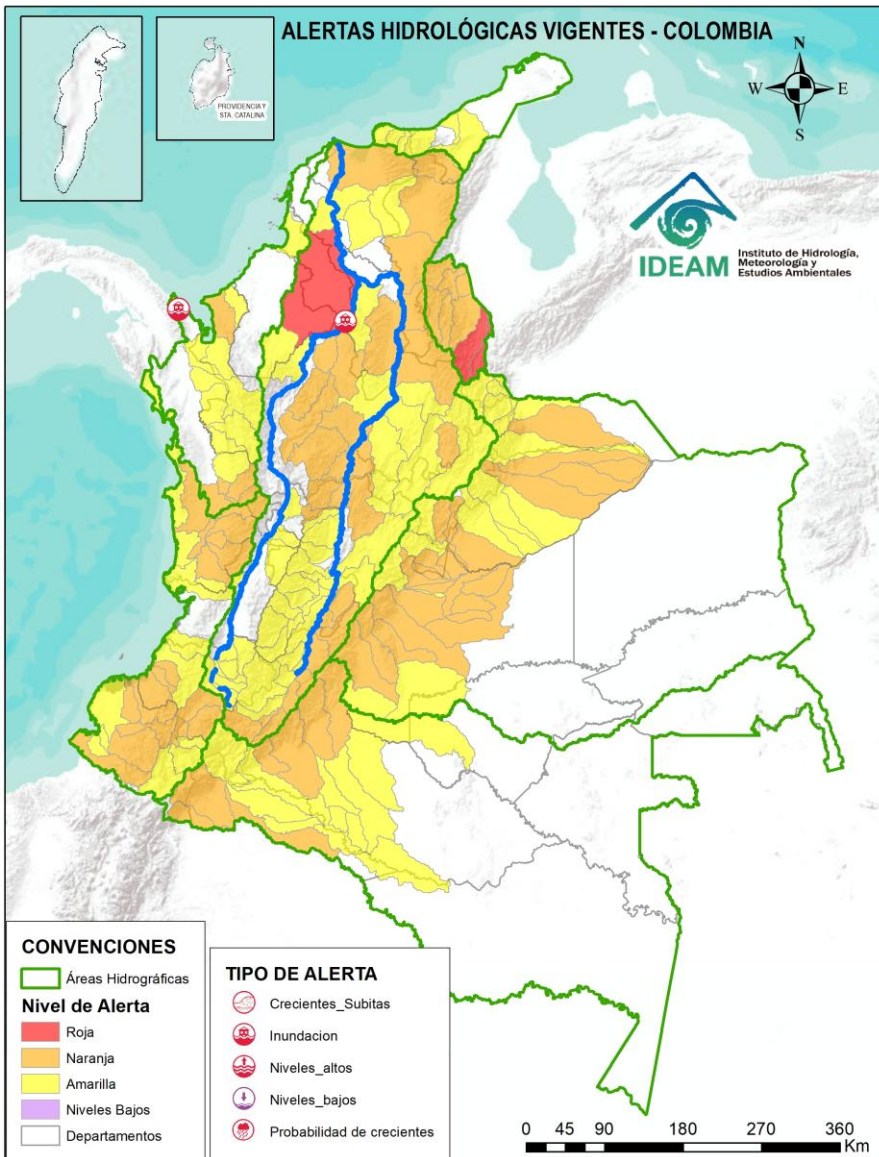 ALERTAS HIDROLÓGICAS VIGENTES - COLOMBIA
PROVIDENCIA Y
STA. CATALINA
N
W
E
S
IDEAM
Instituto de Hidrología,
Meteorología y
Estudios Ambientales
CONVENCIONES
Áreas Hidrográficas
Nivel de Alerta
Roja
Naranja
Amarilla
Niveles Bajos
Departamentos
TIPO DE ALERTA
Crecientes_Subitas
Inundacion
Niveles_altos
Niveles_bajos
Probabilidad de crecientes
0 45 90 180 270 360
Km